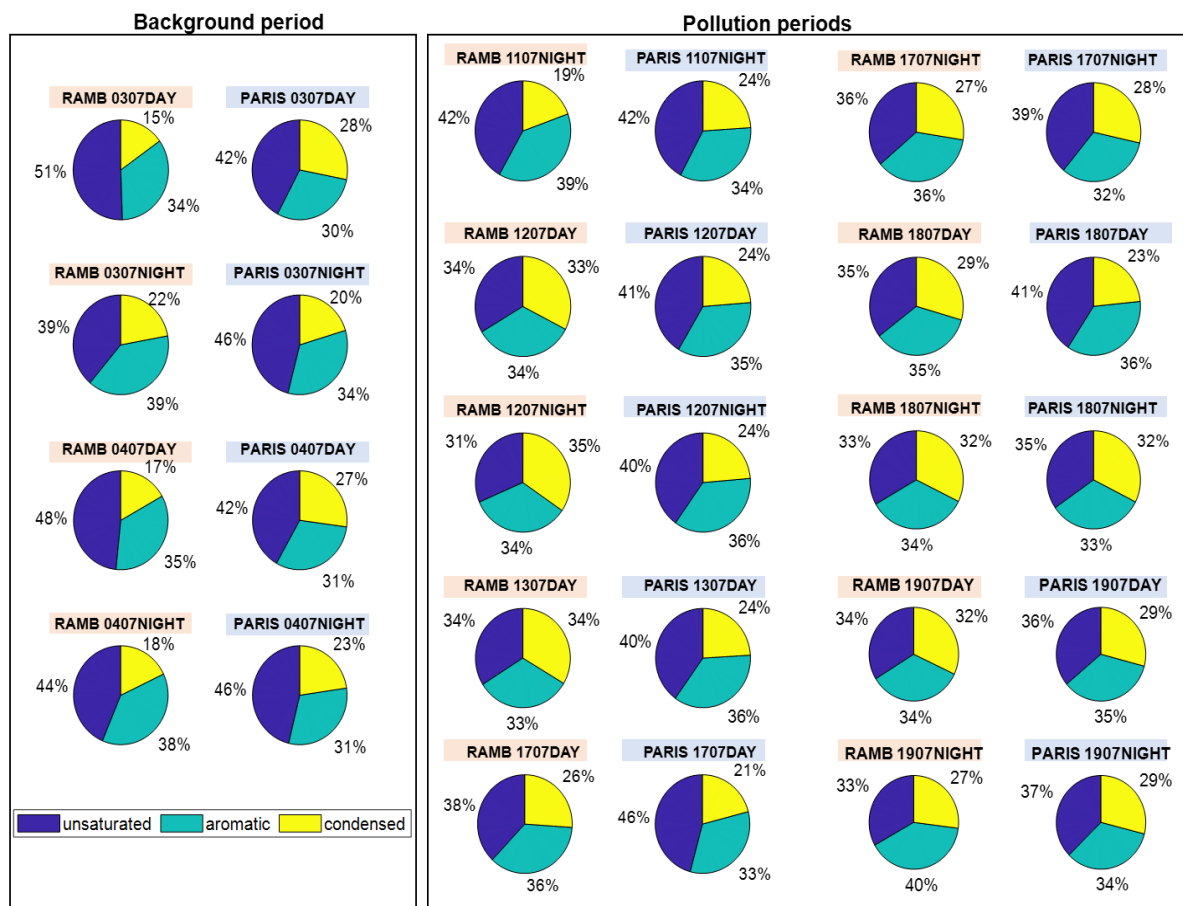 Background period
RAMB 0307DAY
15%
51%
34%
PARIS 0307DAY
28%
42%
30%
RAMB 0307NIGHT
22%
39%
39%
PARIS 0307NIGHT
20%
46%
34%
RAMB 0407DAY
17%
48%
35%
PARIS 0407DAY
27%
42%
31%
RAMB 0407NIGHT
18%
44%
38%
PARIS 0407NIGHT
23%
46%
31%
unsaturated
aromatic
condensed
Pollution periods
RAMB 1107NIGHT
19%
42%
39%
PARIS 1107NIGHT
24%
42%
34%
RAMB 1707NIGHT
27%
36%
36%
PARIS 1707NIGHT
28%
39%
32%
RAMB 1207DAY
34%
33%
34%
PARIS 1207DAY
24%
41%
35%
RAMB 1807DAY
29%
35%
35%
PARIS 1807DAY
23%
41%
36%
RAMB 1207NIGHT
31%
35%
34%
PARIS 1207NIGHT
24%
40%
36%
RAMB 1807NIGHT
33%
32%
34%
PARIS 1807NIGHT
35%
32%
33%
RAMB 1307DAY
34%
34%
33%
PARIS 1307DAY
24%
40%
36%
RAMB 1907DAY
34%
32%
34%
PARIS 1907DAY
36%
29%
35%
RAMB 1707DAY
26%
38%
36%
PARIS 1707DAY
21%
46%
33%
RAMB 1907NIGHT
33%
27%
40%
PARIS 1907NIGHT
37%
29%
34%